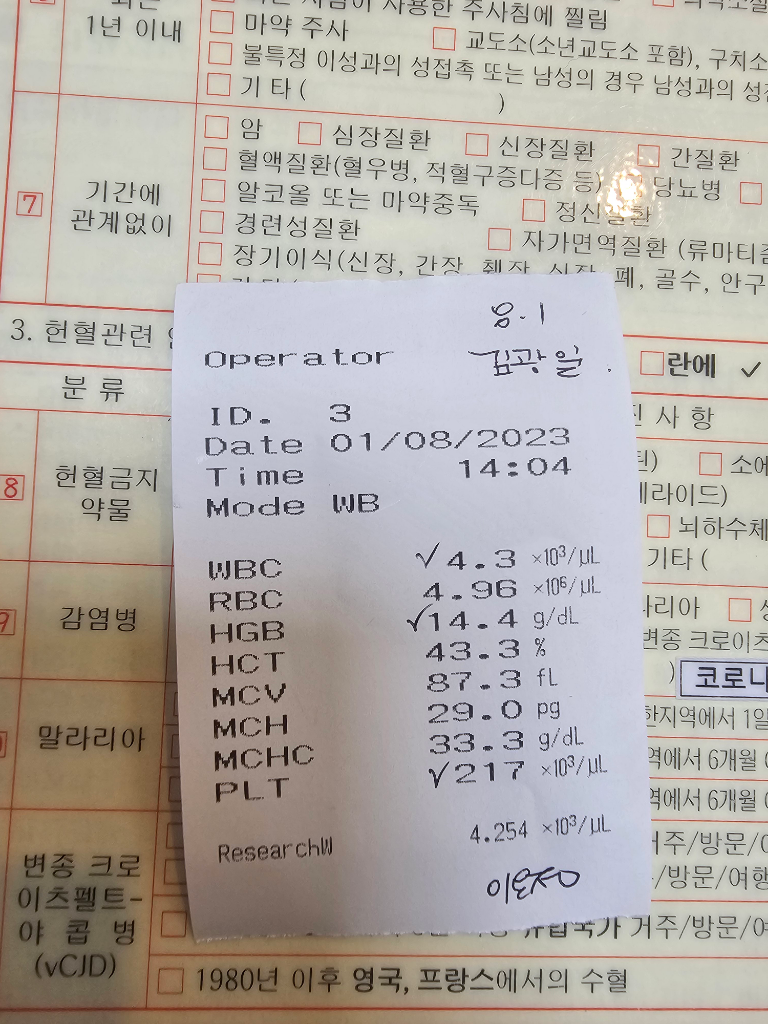 1년 이내
사용한 주사침에 찔림
□ 마약 주사 □ 교도소(소년교도소 포함), 구치소
□ 불특정 이성과의 성접촉 또는 남성의 경우 남성과의 성접
□ 기 타 ( )
7 기간에 관계없이
□ 암 □ 심장질환 □ 신장질환 □ 간질환
□ 혈액질환(혈우병, 적혈구증다증 등) 당뇨병 □
□ 알코올 또는 마약중독 □ 정신질환
□ 경련성질환 □ 자가면역질환 (류마티
□ 장기이식(신장, 간장, 췌장, 심장, 폐, 골수, 안구
3. 헌혈관련
□란에 ✓
분 류
사 항
8 헌혈금지 약물
□ 소
라이드)
□ 뇌하수체
기타 (
9 감염병
라리아 □
변종 크로이츠
) 코로나
말라리아
한지역에서 1일
역에서 6개월
역에서 6개월
변종 크로
이츠펠트-
야 콥 병
(vCJD)
거주/방문/
/방문/여행
□ 유럽국가 거주/방문/여
□ 1980년 이후 영국, 프랑스에서의 수혈
8.1
Operator 김광일
ID. 3
Date 01/08/2023
Time 14:04
Mode WB
WBC ✓4.3 ×10³/μL
RBC 4.96 ×10⁶/μL
HGB ✓14.4 g/dL
HCT 43.3 %
MCV 87.3 fL
MCH 29.0 pg
MCHC 33.3 g/dL
PLT ✓217 ×10³/μL
ResearchW 4.254 ×10³/μL